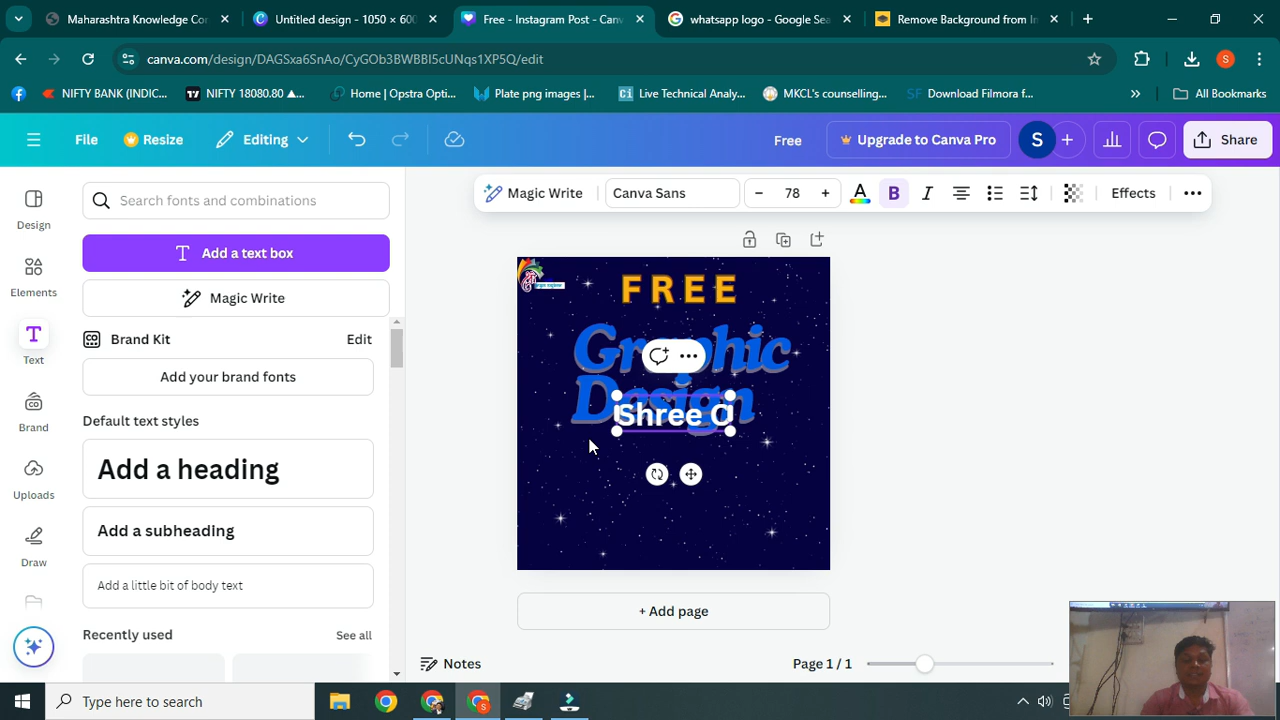 Maharashtra Knowledge Cor
Untitled design - 1050 × 600
Free - Instagram Post - Canv
whatsapp logo - Google Sea
Remove Background from Im
canva.com/design/DAGSxa6SnAo/CyGOb3BWBBI5cUNqs1XP5Q/edit
NIFTY BANK (INDIC...
NIFTY 18080.80 ▲...
Home | Opstra Opti...
Plate png images |...
Live Technical Analy...
MKCL's counselling...
Download Filmora f...
All Bookmarks
File
Resize
Editing
Free
S
Upgrade to Canva Pro
Share
Design
Elements
Text
Brand
Uploads
Draw
Search fonts and combinations
Add a text box
Magic Write
Brand Kit
Edit
Add your brand fonts
Default text styles
Add a heading
Add a subheading
Add a little bit of body text
Recently used
See all
Magic Write
Canva Sans
– 78 +
A
B
I
Effects
FREE
Graphic
Design
Shree C
+ Add page
Notes
Page 1 / 1
Type here to search